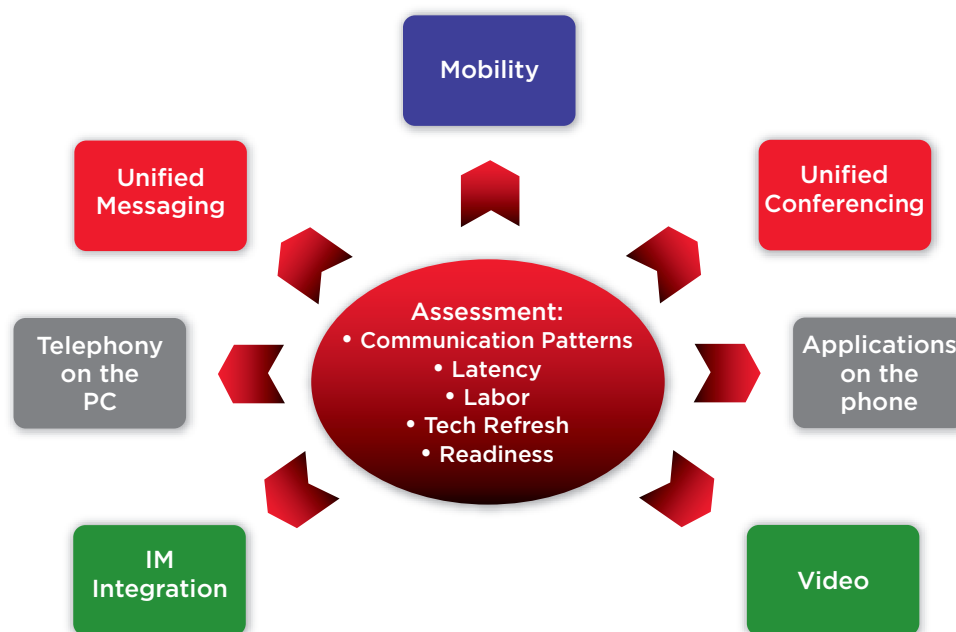 Mobility
Unified
Messaging
Unified
Conferencing
Assessment:
• Communication Patterns
• Latency
• Labor
• Tech Refresh
• Readiness
Telephony
on the
PC
Applications
on the
phone
IM
Integration
Video